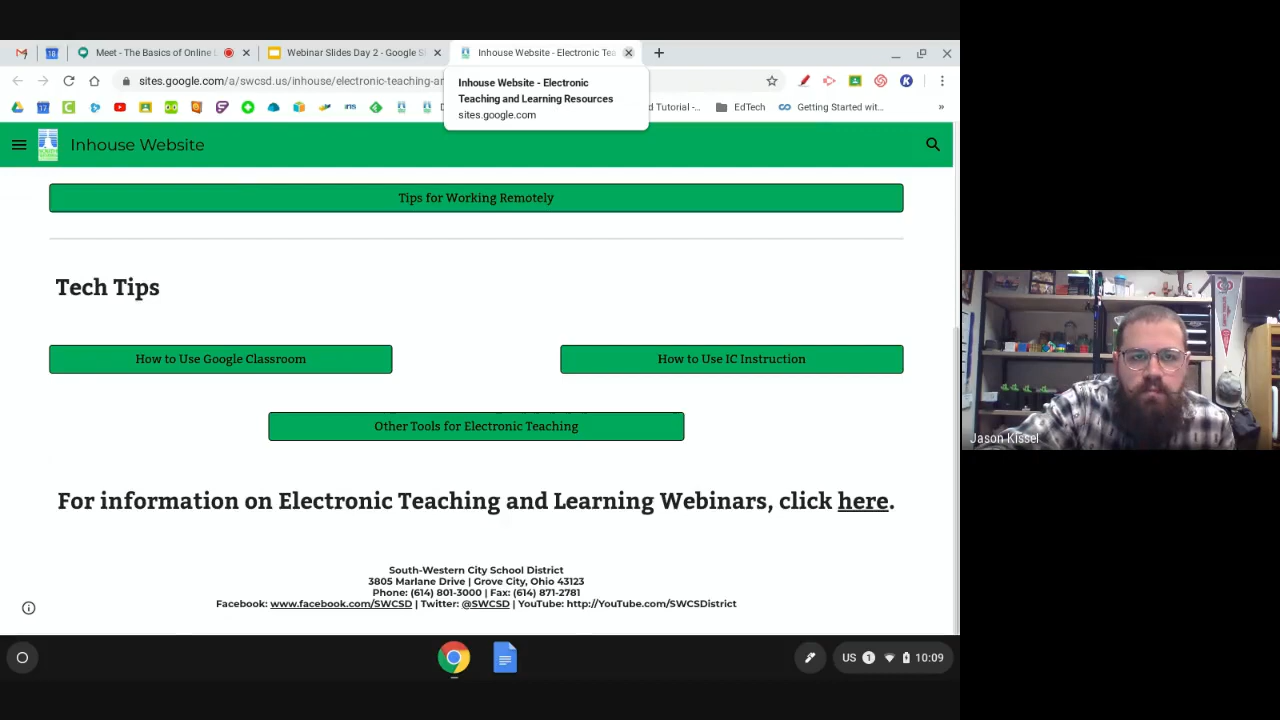 Meet - The Basics of Online L
Webinar Slides Day 2 - Google Sl
Inhouse Website - Electronic Tea
sites.google.com/a/swcsd.us/inhouse/electronic-teaching-ar
Inhouse Website - Electronic
Teaching and Learning Resources
sites.google.com
d Tutorial -...
EdTech
Getting Started wit...
Inhouse Website
Tips for Working Remotely
Tech Tips
How to Use Google Classroom
How to Use IC Instruction
Other Tools for Electronic Teaching
For information on Electronic Teaching and Learning Webinars, click here.
South-Western City School District
3805 Marlane Drive | Grove City, Ohio 43123
Phone: (614) 801-3000 | Fax: (614) 871-2781
Facebook: www.facebook.com/SWCSD | Twitter: @SWCSD | YouTube: http://YouTube.com/SWCSDistrict
Jason Kissel
US 1 10:09